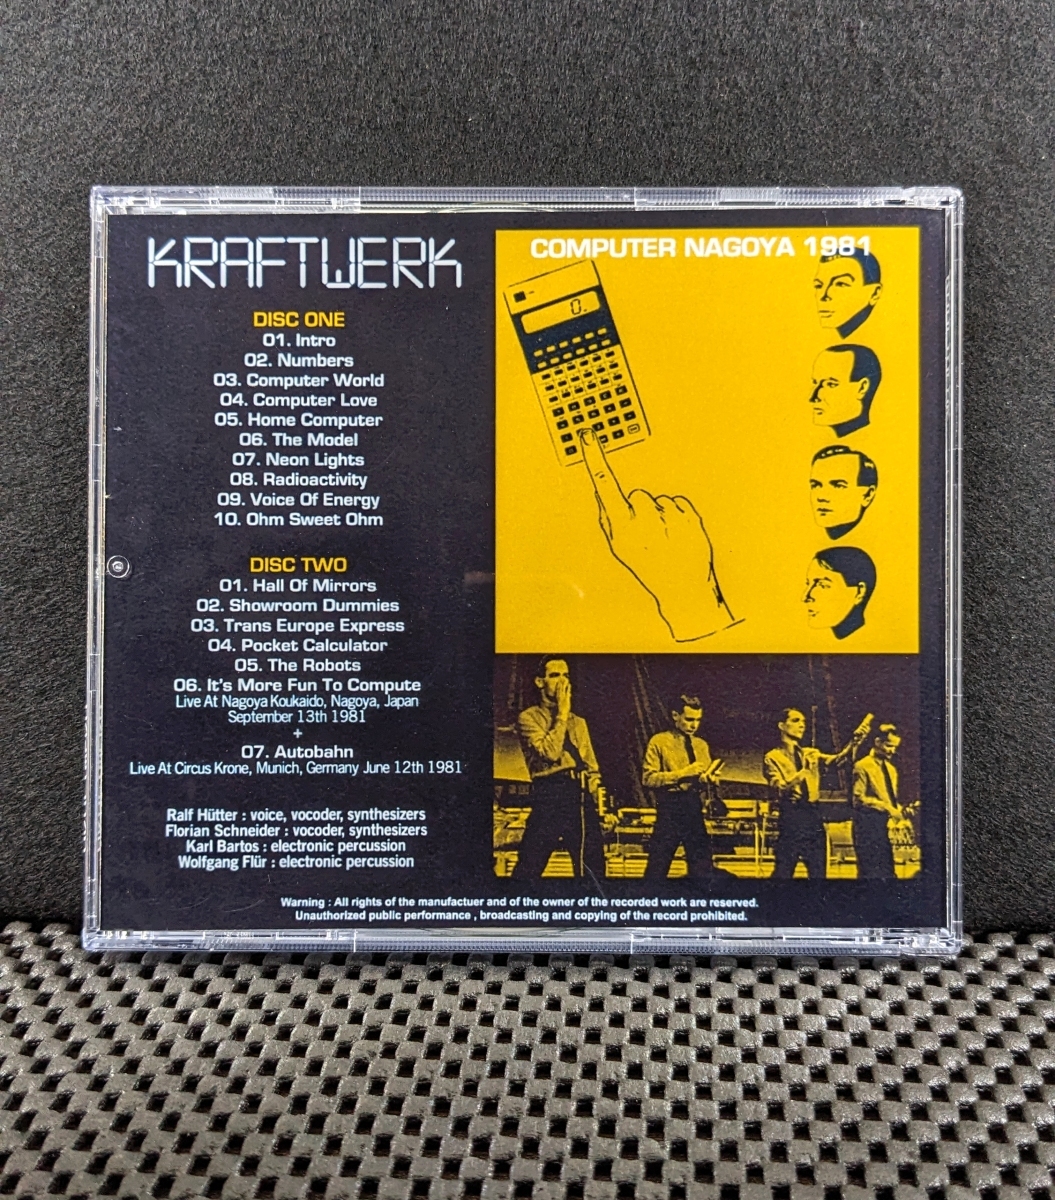 KRAFTWERK
DISC ONE
01. Intro
02. Numbers
03. Computer World
04. Computer Love
05. Home Computer
06. The Model
07. Neon Lights
08. Radioactivity
09. Voice Of Energy
10. Ohm Sweet Ohm
DISC TWO
01. Hall Of Mirrors
02. Showroom Dummies
03. Trans Europe Express
04. Pocket Calculator
05. The Robots
06. It's More Fun To Compute
Live At Nagoya Koukaido, Nagoya, Japan
September 13th 1981
+
07. Autobahn
Live At Circus Krone, Munich, Germany June 12th 1981
Ralf Hütter : voice, vocoder, synthesizers
Florian Schneider : vocoder, synthesizers
Karl Bartos : electronic percussion
Wolfgang Flür : electronic percussion
COMPUTER NAGOYA 1981
0.
Warning : All rights of the manufactuer and of the owner of the recorded work are reserved.
Unauthorized public performance , broadcasting and copying of the record prohibited.